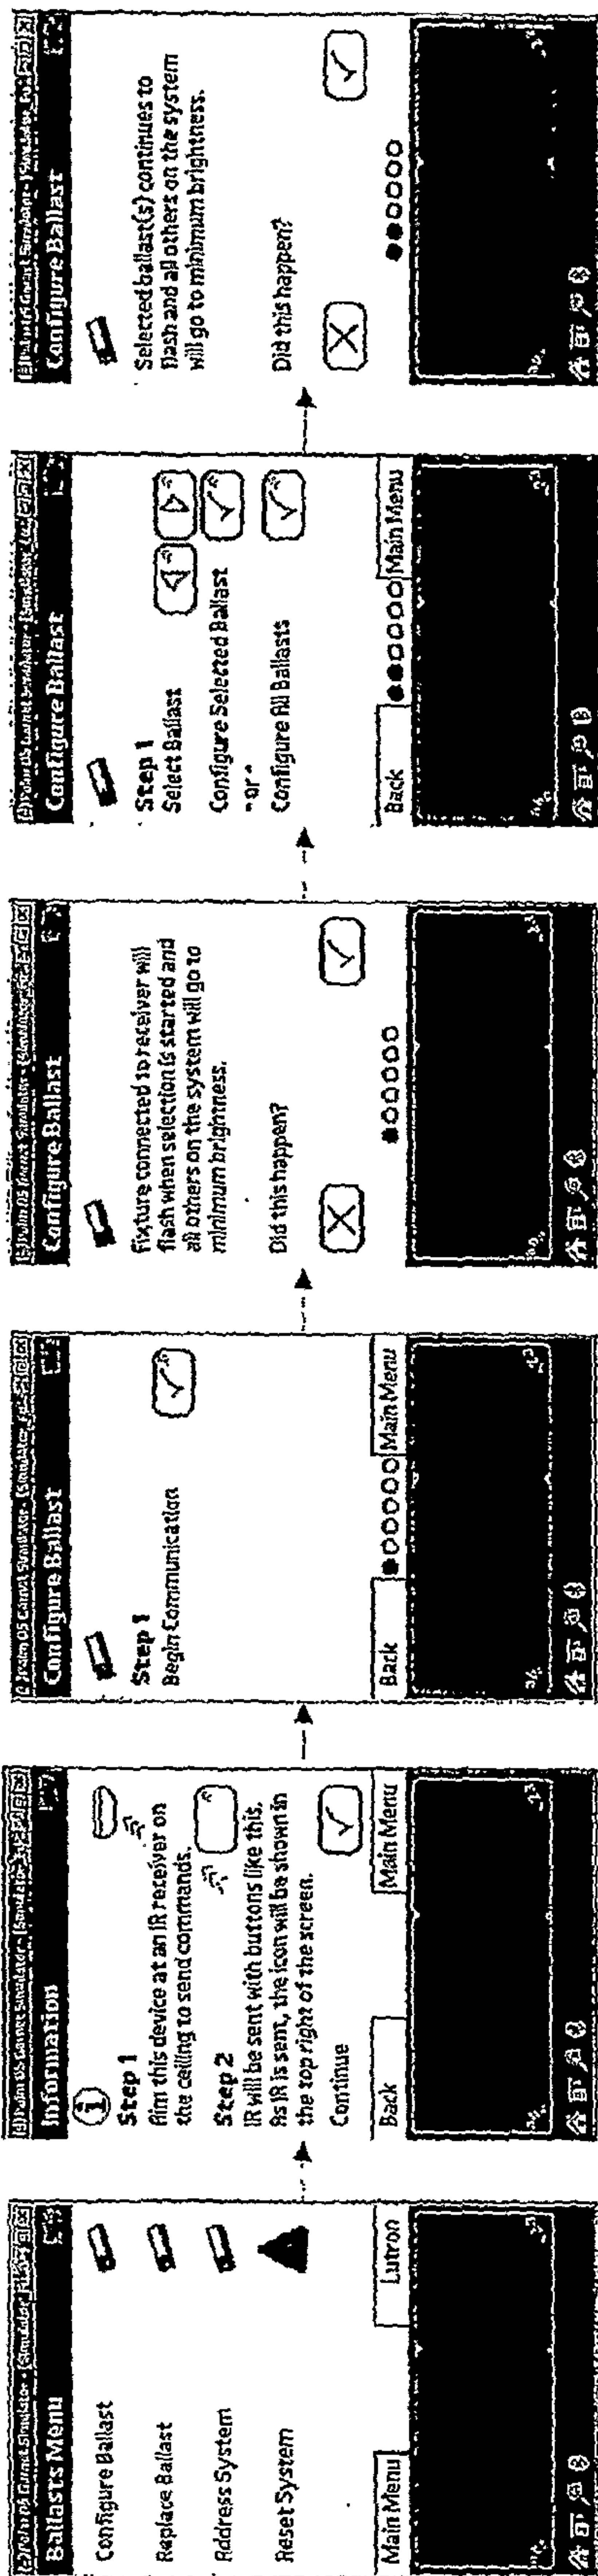 Ballasts Menu
Configure Ballast
Replace Ballast
Address System
Reset System
Main Menu
Lutron
Information
Step 1
Aim this device at an IR receiver on
the ceiling to send commands.
Step 2
IR will be sent with buttons like this.
As IR is sent, the icon will be shown in
the top right of the screen.
Continue
Back
Main Menu
Configure Ballast
Step 1
Begin Communication
Back
Main Menu
Configure Ballast
Fixture connected to receiver will
flash when selection is started and
all others on the system will go to
minimum brightness.
Did this happen?
Configure Ballast
Step 1
Select Ballast
Configure Selected Ballast
- or -
Configure All Ballasts
Back
Main Menu
Configure Ballast
Selected ballast(s) continues to
flash and all others on the system
will go to minimum brightness.
Did this happen?